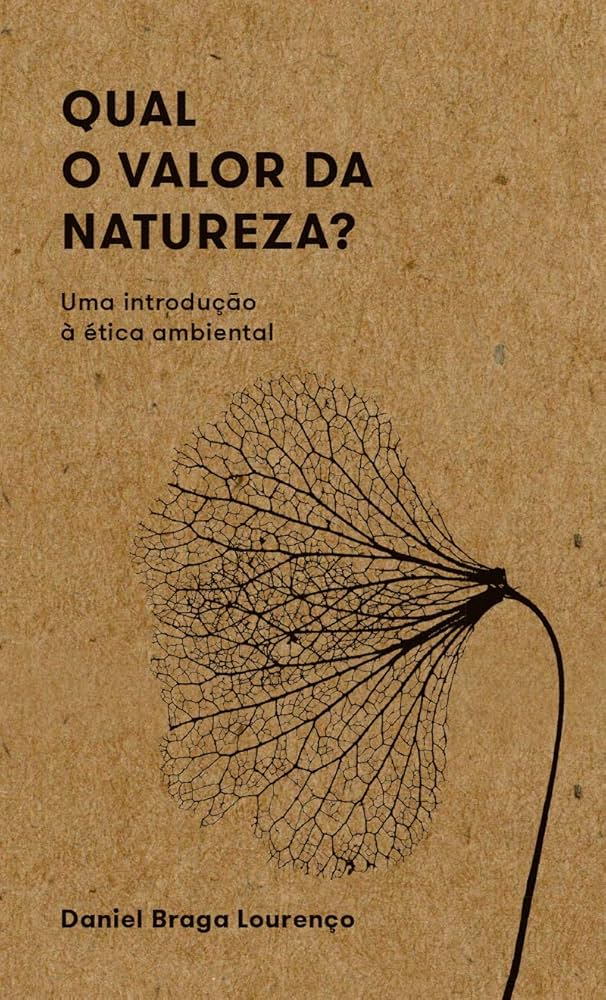 QUAL
O VALOR DA
NATUREZA?
Uma introdução
à ética ambiental
Daniel Braga Lourenço